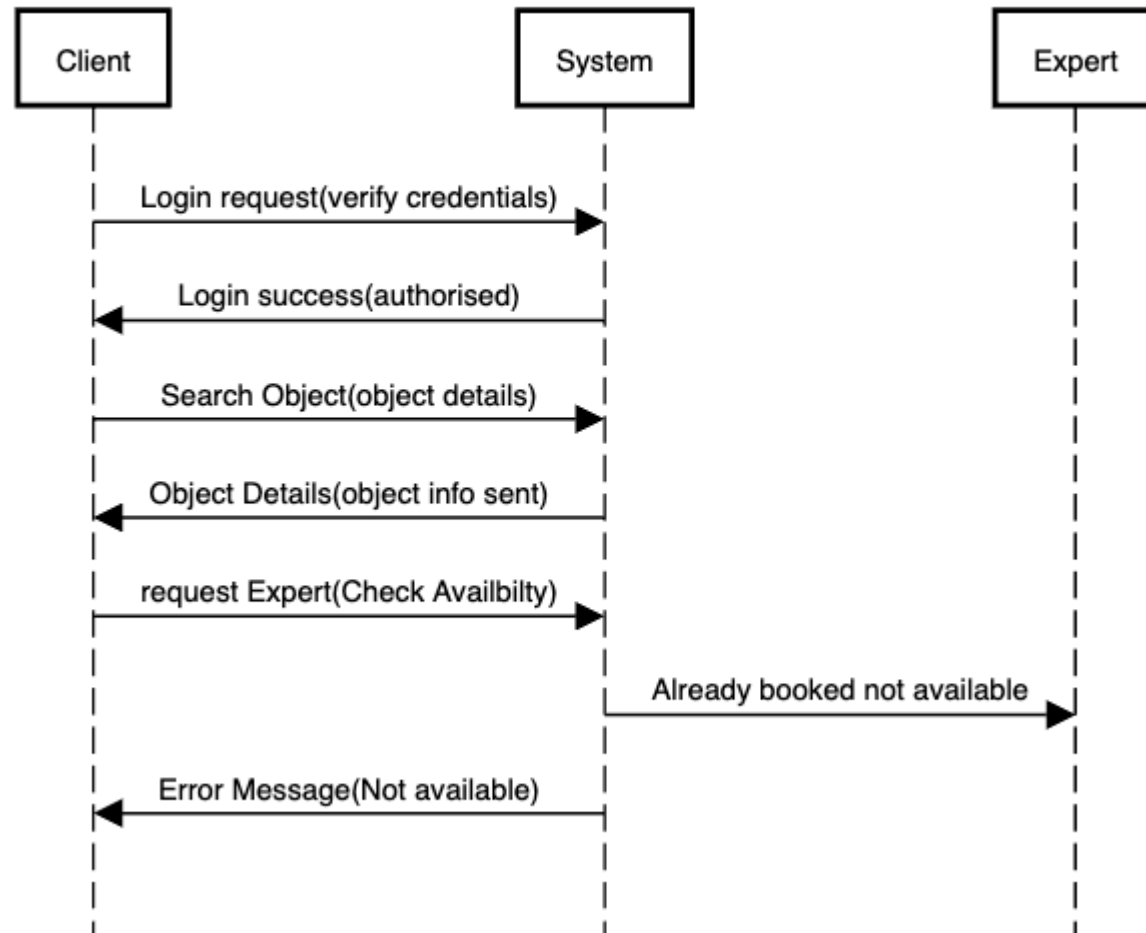 Client
System
Expert
Login request(verify credentials)
Login success(authorised)
Search Object(object details)
Object Details(object info sent)
request Expert(Check Availbilty)
Already booked not available
Error Message(Not available)